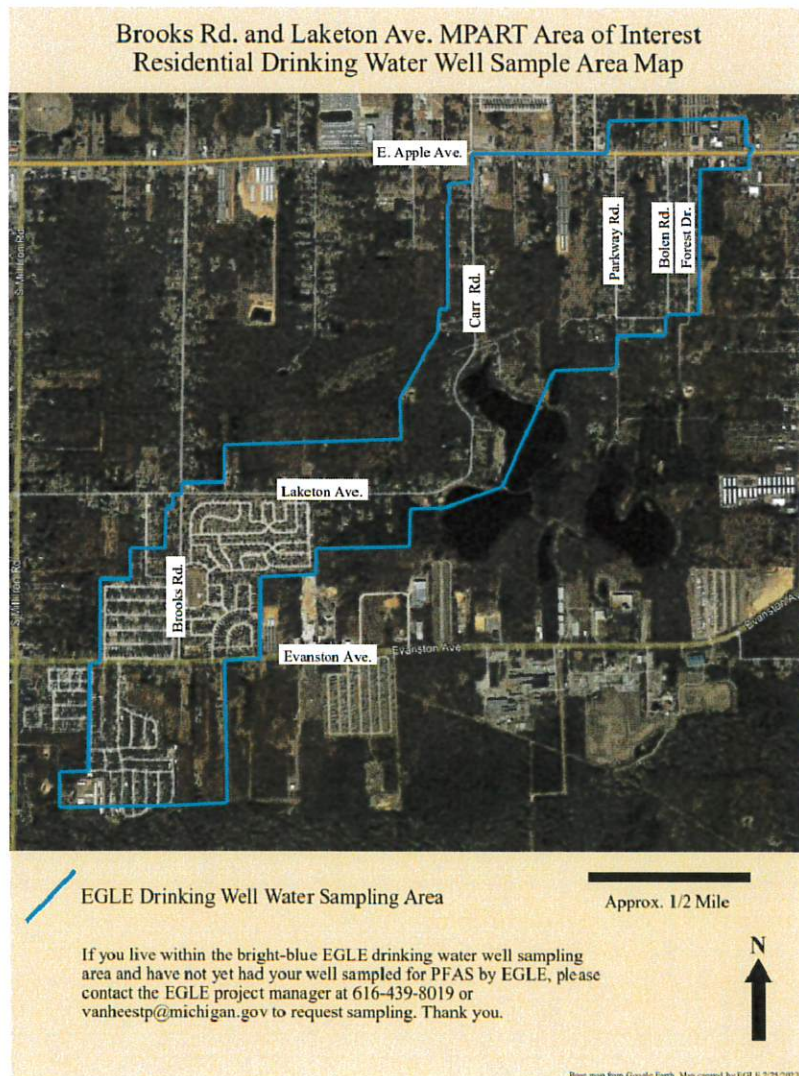 Brooks Rd. and Laketon Ave. MPART Area of Interest
Residential Drinking Water Well Sample Area Map
E. Apple Ave.
Parkway Rd.
Bolen Rd.
Forest Dr.
Carr Rd.
Laketon Ave.
Brooks Rd.
Evanston Ave.
Evanston Ave
EGLE Drinking Well Water Sampling Area
Approx. 1/2 Mile
If you live within the bright-blue EGLE drinking water well sampling
area and have not yet had your well sampled for PFAS by EGLE, please
contact the EGLE project manager at 616-439-8019 or
vanheestp@michigan.gov to request sampling. Thank you.
N